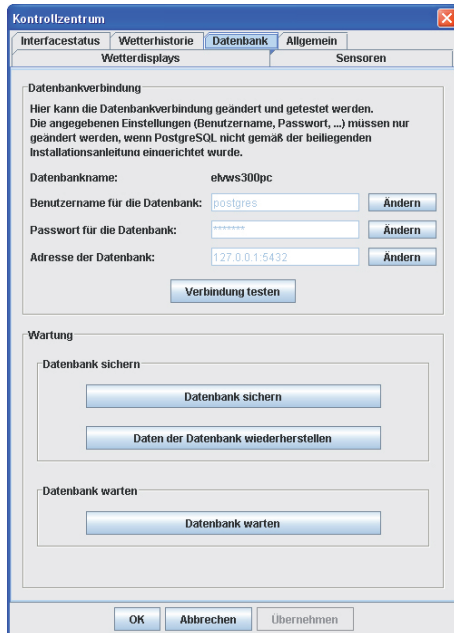 Kontrollzentrum
Interfacestatus Wetterhistorie Datenbank Allgemein
Wetterdisplays Sensoren
Datenbankverbindung
Hier kann die Datenbankverbindung geändert und getestet werden.
Die angegebenen Einstellungen (Benutzername, Passwort, ...) müssen nur
geändert werden, wenn PostgreSQL nicht gemäß der beiliegenden
Installationsanleitung eingerichtet wurde.
Datenbankname: elvws300pc
Benutzername für die Datenbank: postgres Ändern
Passwort für die Datenbank: ******* Ändern
Adresse der Datenbank: 127.0.0.1:5432 Ändern
Verbindung testen
Wartung
Datenbank sichern
Datenbank sichern
Daten der Datenbank wiederherstellen
Datenbank warten
Datenbank warten
OK Abbrechen Übernehmen